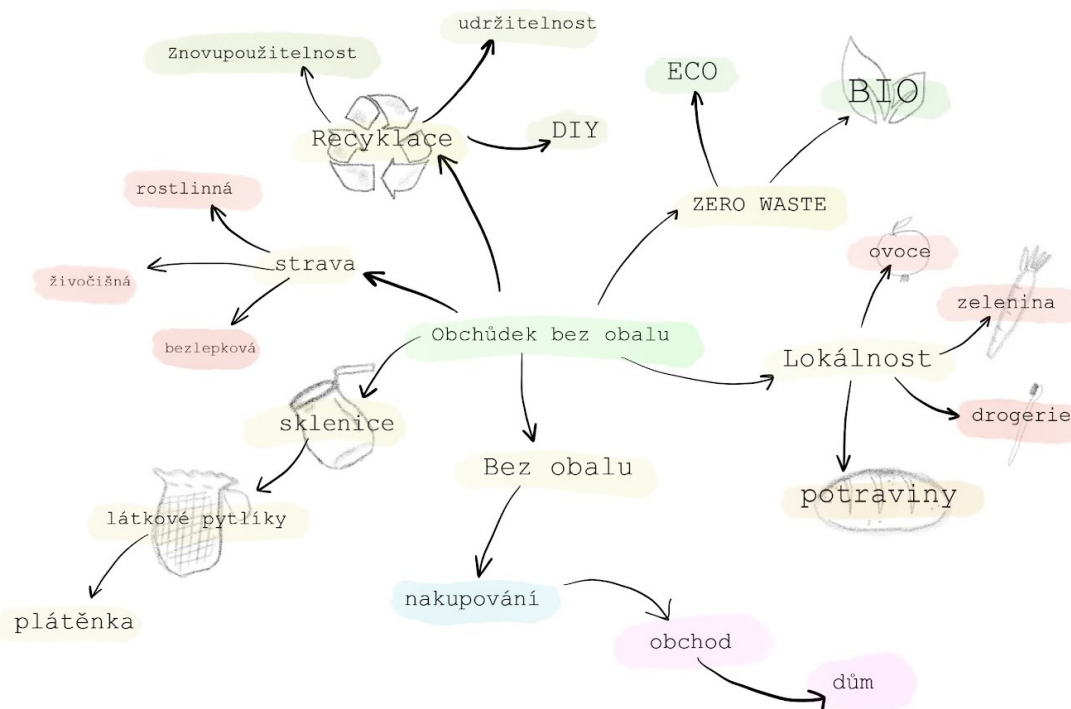 udržitelnost
Znovupoužitelnost
ECO
BIO
Recyklace
DIY
rostlinná
ZERO WASTE
ovoce
strava
živočišná
zelenina
Obchůdek bez obalu
bezlepková
Lokálnost
drogerie
sklenice
Bez obalu
potraviny
látkové pytlíky
nakupování
plátěnka
obchod
dům